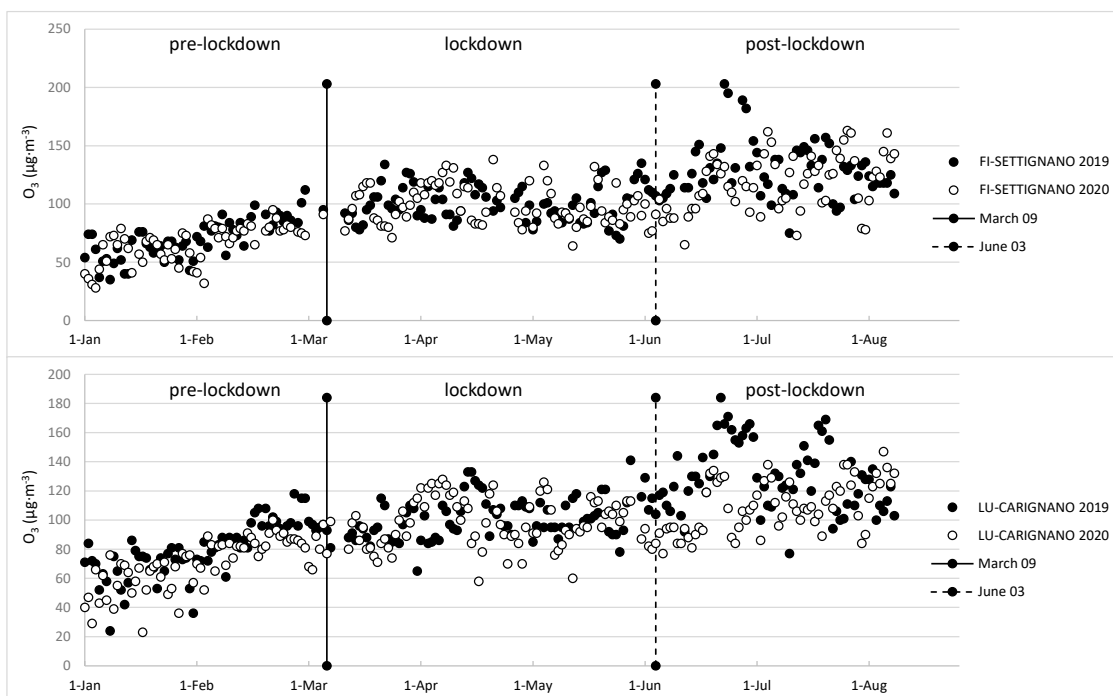 pre-lockdown lockdown post-lockdown
250
200
150
100
50
0
O₃ (µg·m⁻³)
1-Jan 1-Feb 1-Mar 1-Apr 1-May 1-Jun 1-Jul 1-Aug
FI-SETTIGNANO 2019
FI-SETTIGNANO 2020
March 09
June 03
pre-lockdown lockdown post-lockdown
200
180
160
140
120
100
80
60
40
20
0
O₃ (µg·m⁻³)
1-Jan 1-Feb 1-Mar 1-Apr 1-May 1-Jun 1-Jul 1-Aug
LU-CARIGNANO 2019
LU-CARIGNANO 2020
March 09
June 03